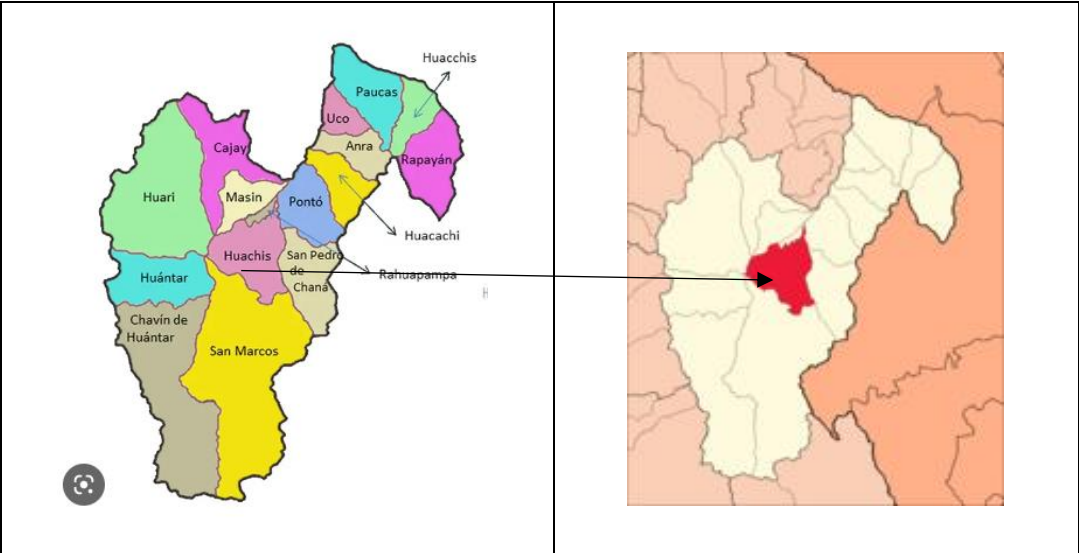 Huacchis
Paucas
Uco
Anra
Rapayán
Cajay
Huari
Masin
Pontó
Huacachi
Huachis
San Pedro
de
Chaná
Rahuapampa
Huántar
H
Chavín de
Huántar
San Marcos